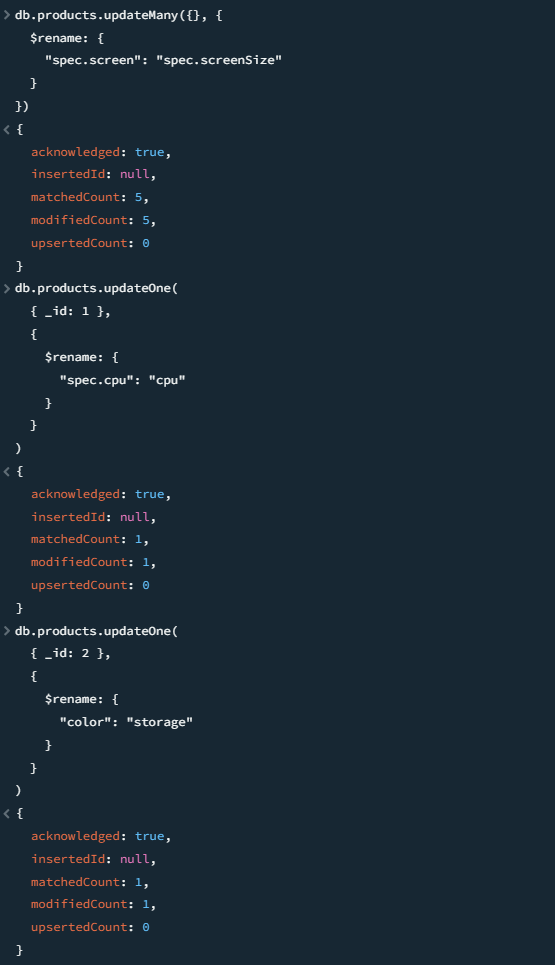 > db.products.updateMany({}, {
$rename: {
"spec.screen": "spec.screenSize"
}
})
< {
acknowledged: true,
insertedId: null,
matchedCount: 5,
modifiedCount: 5,
upsertedCount: 0
}
> db.products.updateOne(
{ _id: 1 },
{
$rename: {
"spec.cpu": "cpu"
}
}
)
< {
acknowledged: true,
insertedId: null,
matchedCount: 1,
modifiedCount: 1,
upsertedCount: 0
}
> db.products.updateOne(
{ _id: 2 },
{
$rename: {
"color": "storage"
}
}
)
< {
acknowledged: true,
insertedId: null,
matchedCount: 1,
modifiedCount: 1,
upsertedCount: 0
}